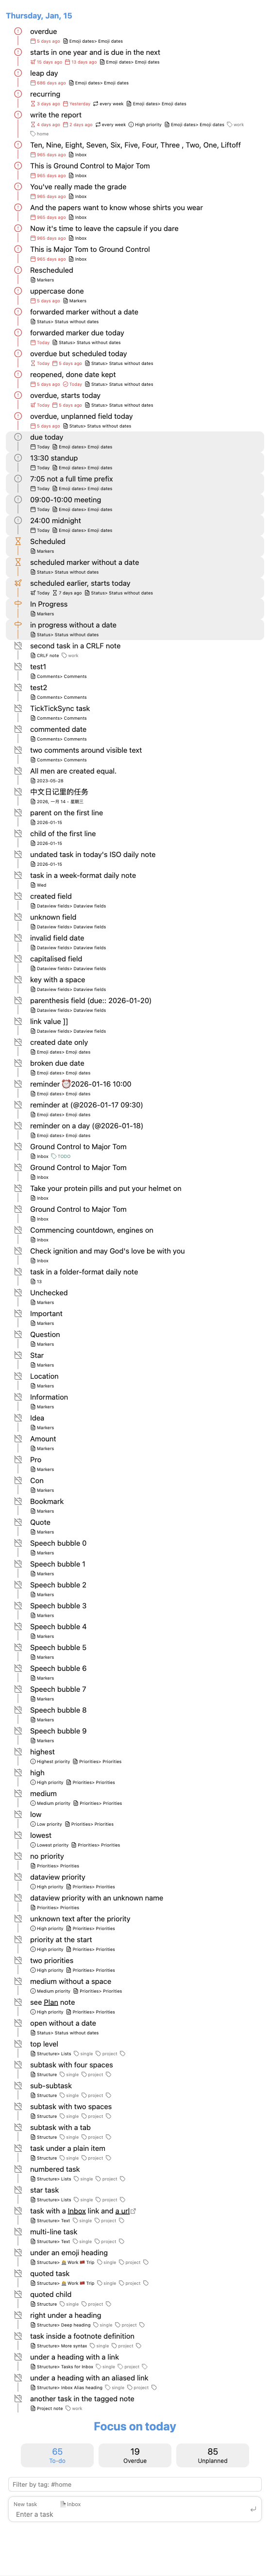 Thursday, Jan, 15
overdue
5 days ago Emoji dates> Emoji dates
starts in one year and is due in the next
15 days ago 13 days ago Emoji dates> Emoji dates
leap day
686 days ago Emoji dates> Emoji dates
recurring
3 days ago Yesterday every week Emoji dates> Emoji dates
write the report
4 days ago 2 days ago every week High priority Emoji dates> Emoji dates work
home
Ten, Nine, Eight, Seven, Six, Five, Four, Three , Two, One, Liftoff
965 days ago Inbox
This is Ground Control to Major Tom
965 days ago Inbox
You've really made the grade
965 days ago Inbox
And the papers want to know whose shirts you wear
965 days ago Inbox
Now it's time to leave the capsule if you dare
965 days ago Inbox
This is Major Tom to Ground Control
965 days ago Inbox
Rescheduled
Markers
uppercase done
5 days ago Markers
forwarded marker without a date
Status> Status without dates
forwarded marker due today
Today Status> Status without dates
overdue but scheduled today
Today 5 days ago Status> Status without dates
reopened, done date kept
5 days ago Today Status> Status without dates
overdue, starts today
Today 5 days ago Status> Status without dates
overdue, unplanned field today
5 days ago Status> Status without dates
due today
Today Emoji dates> Emoji dates
13:30 standup
Today Emoji dates> Emoji dates
7:05 not a full time prefix
Today Emoji dates> Emoji dates
09:00-10:00 meeting
Today Emoji dates> Emoji dates
24:00 midnight
Today Emoji dates> Emoji dates
Scheduled
Markers
scheduled marker without a date
Status> Status without dates
scheduled earlier, starts today
Today 7 days ago Status> Status without dates
In Progress
Markers
in progress without a date
Status> Status without dates
second task in a CRLF note
CRLF note work
test1
Comments> Comments
test2
Comments> Comments
TickTickSync task
Comments> Comments
commented date
Comments> Comments
two comments around visible text
Comments> Comments
All men are created equal.
2023-05-28
中文日记里的任务
2026, 一月 14 - 星期三
parent on the first line
2026-01-15
child of the first line
2026-01-15
undated task in today's ISO daily note
2026-01-15
task in a week-format daily note
Wed
created field
Dataview fields> Dataview fields
unknown field
Dataview fields> Dataview fields
invalid field date
Dataview fields> Dataview fields
capitalised field
Dataview fields> Dataview fields
key with a space
Dataview fields> Dataview fields
parenthesis field (due:: 2026-01-20)
Dataview fields> Dataview fields
link value ]]
Dataview fields> Dataview fields
created date only
Emoji dates> Emoji dates
broken due date
Emoji dates> Emoji dates
reminder ⏰2026-01-16 10:00
Emoji dates> Emoji dates
reminder at (@2026-01-17 09:30)
Emoji dates> Emoji dates
reminder on a day (@2026-01-18)
Emoji dates> Emoji dates
Ground Control to Major Tom
Inbox TODO
Ground Control to Major Tom
Inbox
Take your protein pills and put your helmet on
Inbox
Ground Control to Major Tom
Inbox
Commencing countdown, engines on
Inbox
Check ignition and may God's love be with you
Inbox
task in a folder-format daily note
13
Unchecked
Markers
Important
Markers
Question
Markers
Star
Markers
Location
Markers
Information
Markers
Idea
Markers
Amount
Markers
Pro
Markers
Con
Markers
Bookmark
Markers
Quote
Markers
Speech bubble 0
Markers
Speech bubble 1
Markers
Speech bubble 2
Markers
Speech bubble 3
Markers
Speech bubble 4
Markers
Speech bubble 5
Markers
Speech bubble 6
Markers
Speech bubble 7
Markers
Speech bubble 8
Markers
Speech bubble 9
Markers
highest
Highest priority Priorities> Priorities
high
High priority Priorities> Priorities
medium
Medium priority Priorities> Priorities
low
Low priority Priorities> Priorities
lowest
Lowest priority Priorities> Priorities
no priority
Priorities> Priorities
dataview priority
High priority Priorities> Priorities
dataview priority with an unknown name
Priorities> Priorities
unknown text after the priority
High priority Priorities> Priorities
priority at the start
High priority Priorities> Priorities
two priorities
High priority Priorities> Priorities
medium without a space
Medium priority Priorities> Priorities
see Plan note
High priority Priorities> Priorities
open without a date
Status> Status without dates
top level
Structure> Lists single project
subtask with four spaces
Structure single project
sub-subtask
Structure single project
subtask with two spaces
Structure single project
subtask with a tab
Structure single project
task under a plain item
Structure single project
numbered task
Structure> Lists single project
star task
Structure> Lists single project
task with a Inbox link and a url
Structure> Text single project
multi-line task
Structure> Text single project
under an emoji heading
Structure> Work Trip single project
quoted task
Structure> Work Trip single project
quoted child
Structure single project
right under a heading
Structure> Deep heading single project
task inside a footnote definition
Structure> More syntax single project
under a heading with a link
Structure> Tasks for Inbox single project
under a heading with an aliased link
Structure> Inbox Alias heading single project
another task in the tagged note
Project note work
Focus on today
65 19 85
To-do Overdue Unplanned
Filter by tag: #home
New task Inbox
Enter a task